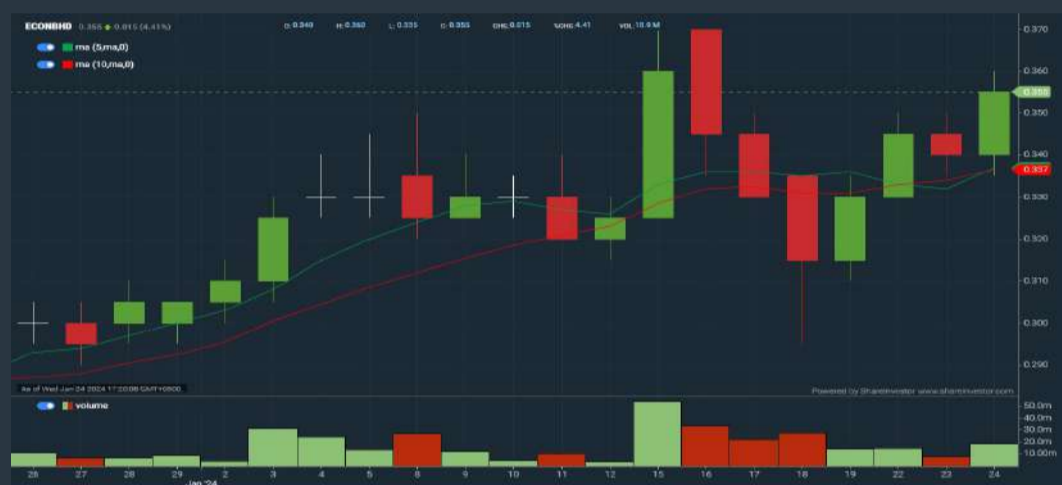 ECONBHD 0.355 0.015 (4.41%) O: 0.340 H: 0.360 L: 0.335 C: 0.355 CHG: 0.015 %CHG: 4.41 VOL: 18.9 M
ma (5,ma,0)
ma (10,ma,0)
0.370
0.360
0.355
0.350
0.340
0.337
0.330
0.320
0.310
0.300
0.290
As of Wed Jan 24 2024 17:20:08 GMT+0800
Powered by ShareInvestor www.shareinvestor.com
volume
50.0m
40.0m
30.0m
20.0m
10.00m
26 27 28 29 2 3 4 5 8 9 10 11 12 15 16 17 18 19 22 23 24
Jan '24